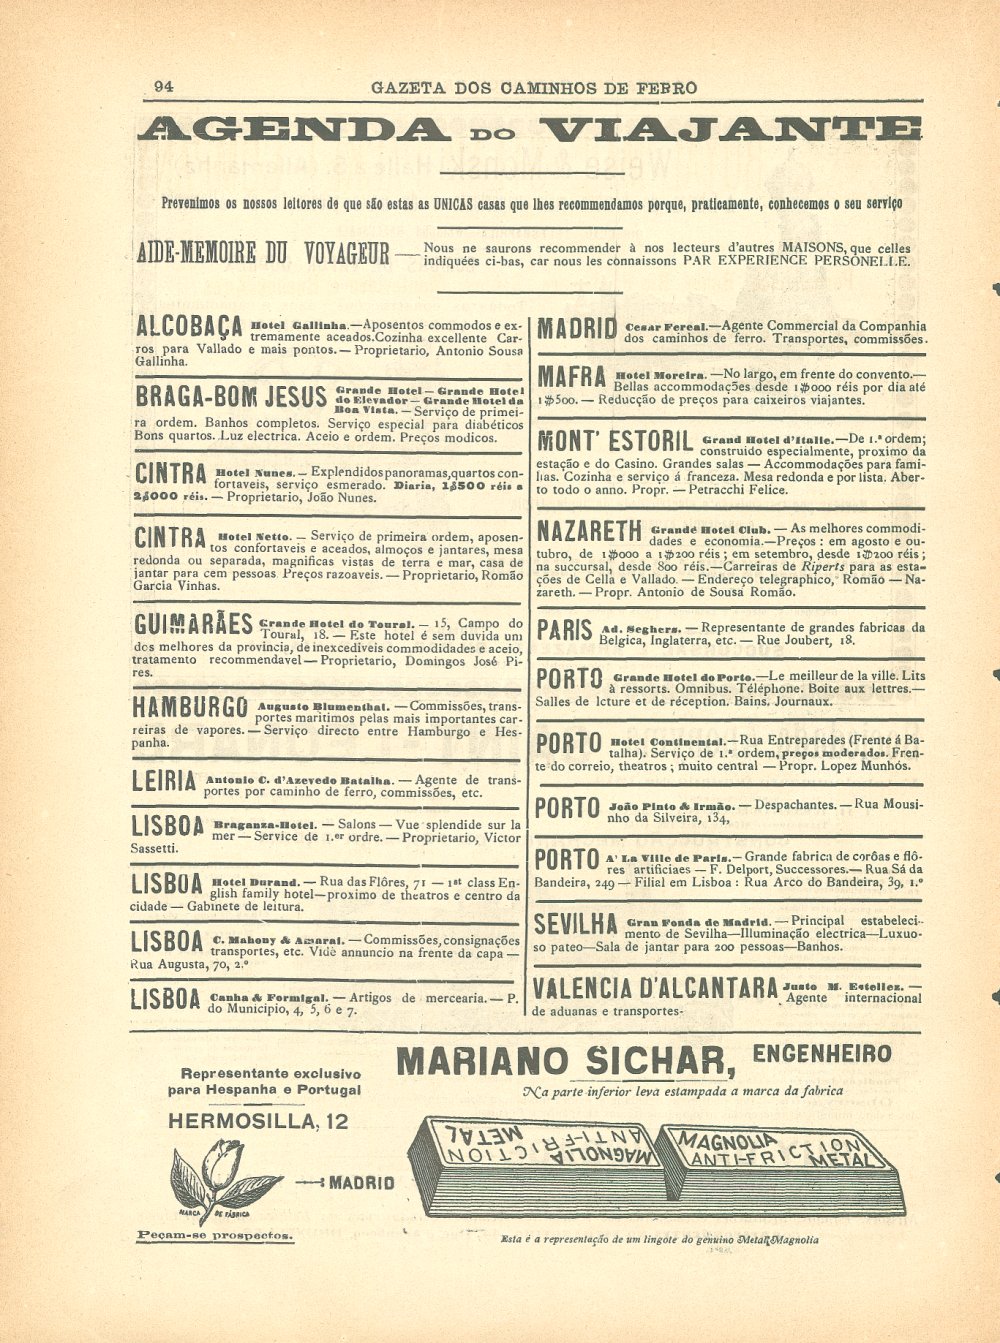 94
GAZETA DOS CAMINHOS DE FERRO
AGENDA DO VIAJANTE
Prevenimos os nossos leitores de que são estas as UNICAS casas que lhes recommendamos porque, praticamente, conhecemos o seu serviço
AIDE-MEMOIRE DU VOYAGEUR — Nous ne saurons recommender à nos lecteurs d'autres MAISONS, que celles
indiquées ci-bas, car nous les connaissons PAR EXPERIENCE PERSONELLE.
ALCOBAÇA Hotel Gallinha.—Aposentos commodos e ex-
tremamente aceados. Cozinha excellente Car-
ros para Vallado e mais pontos. — Proprietario, Antonio Sousa
Gallinha.
BRAGA-BOM JESUS Grande Hotel — Grande Hotel
do Elevador — Grande Hotel da
Boa Vista. — Serviço de primei-
ra ordem. Banhos completos. Serviço especial para diabéticos
Bons quartos. Luz electrica. Aceio e ordem. Preços modicos.
CINTRA Hotel Nunes. — Explendidos panoramas, quartos con-
fortaveis, serviço esmerado. Diaria, 1$500 réis a
2$000 réis. — Proprietario, João Nunes.
CINTRA Hotel Netto. — Serviço de primeira ordem, aposen-
tos confortaveis e aceados, almoços e jantares, mesa
redonda ou separada, magnificas vistas de terra e mar, casa de
jantar para cem pessoas Preços razoaveis. — Proprietario, Romão
Garcia Vinhas.
GUIMARÃES Grande Hotel do Toural. — 15, Campo do
Toural, 18. — Este hotel é sem duvida um
dos melhores da provincia, de inexcediveis commodidades e aceio,
tratamento recommendavel — Proprietario, Domingos José Pi-
res.
HAMBURGO Augusto Blumenthal. — Commissões, trans-
portes maritimos pelas mais importantes car-
reiras de vapores. — Serviço directo entre Hamburgo e Hes-
panha.
LEIRIA Antonio C. d'Azevedo Batalha. — Agente de trans-
portes por caminho de ferro, commissões, etc.
LISBOA Braganza-Hotel. — Salons — Vue splendide sur la
mer — Service de 1.er ordre. — Proprietario, Victor
Sassetti.
LISBOA Hotel Durand. — Rua das Flôres, 71 — 1st class En-
glish family hotel — proximo de theatros e centro da
cidade — Gabinete de leitura.
LISBOA C. Mahony & Amaral. — Commissões, consignações
transportes, etc. Vide annuncio na frente da capa —
Rua Augusta, 70, 2.º
LISBOA Canha & Formigal. — Artigos de mercearia. — P.
do Municipio, 4, 5, 6 e 7.
MADRID Cesar Fereal.—Agente Commercial da Companhia
dos caminhos de ferro. Transportes, commissões.
MAFRA Hotel Moreira. — No largo, em frente do convento.—
Bellas accommodações desde 1$000 réis por dia até
1$500. — Reducção de preços para caixeiros viajantes.
MONT' ESTORIL Grand Hotel d'Italie.—De 1.ª ordem;
construido especialmente, proximo da
estação e do Casino. Grandes salas — Accommodações para fami-
lias. Cozinha e serviço á franceza. Mesa redonda e por lista. Aber-
to todo o anno. Propr. — Petracchi Felice.
NAZARETH Grande Hotel Club. — As melhores commodi-
dades e economia.—Preços : em agosto e ou-
tubro, de 1$000 a 1$200 réis ; em setembro, desde 1$200 réis ;
na succursal, desde 800 réis.—Carreiras de Riperts para as esta-
ções de Cella e Vallado. — Endereço telegraphico, Romão — Na-
zareth. — Propr. Antonio de Sousa Romão.
PARIS Ad. Seghers. — Representante de grandes fabricas da
Belgica, Inglaterra, etc. — Rue Joubert, 18.
PORTO Grande Hotel do Porto.—Le meilleur de la ville. Lits
à ressorts. Omnibus. Téléphone. Boite aux lettres.—
Salles de lcture et de réception. Bains. Journaux.
PORTO Hotel Continental.—Rua Entreparedes (Frente á Ba-
talha). Serviço de 1.ª ordem, preços moderados. Fren-
te do correio, theatros ; muito central — Propr. Lopez Munhós.
PORTO João Pinto & Irmão. — Despachantes. — Rua Mousi-
nho da Silveira, 134,
PORTO A' La Ville de Paris.— Grande fabrica de corôas e flô-
res artificiaes — F. Delport, Successores.— Rua Sá da
Bandeira, 249 — Filial em Lisboa : Rua Arco do Bandeira, 39, 1.º
SEVILHA Gran Fonda de Madrid. — Principal estabeleci-
mento de Sevilha—Illuminação electrica—Luxuo-
so pateo—Sala de jantar para 200 pessoas—Banhos.
VALENCIA D'ALCANTARA Justo M. Estellez. —
Agente internacional
de aduanas e transportes-
MARIANO SICHAR, ENGENHEIRO
Representante exclusivo
para Hespanha e Portugal
HERMOSILLA, 12
MADRID
MARCA DE FÁBRICA
Peçam-se prospectos.
Na parte inferior leva estampada a marca da fabrica
MAGNOLIA
ANTI-FRICTION
METAL
MAGNOLIA
ANTI-FRICTION
METAL
Esta é a representação de um lingote do genuino Metal Magnolia